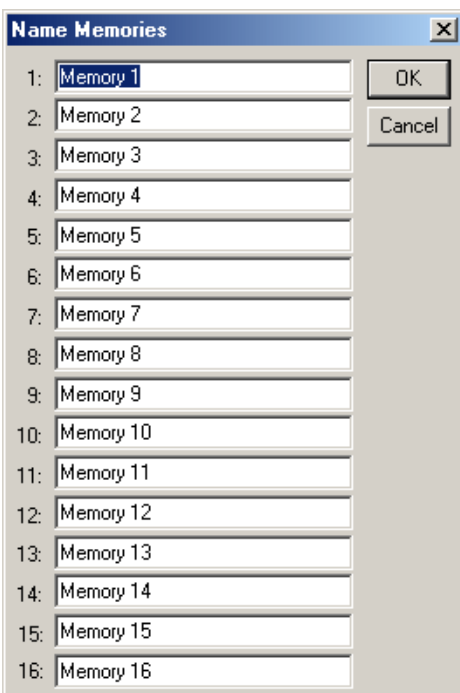 Name Memories
1: Memory 1 OK
2: Memory 2 Cancel
3: Memory 3
4: Memory 4
5: Memory 5
6: Memory 6
7: Memory 7
8: Memory 8
9: Memory 9
10: Memory 10
11: Memory 11
12: Memory 12
13: Memory 13
14: Memory 14
15: Memory 15
16: Memory 16